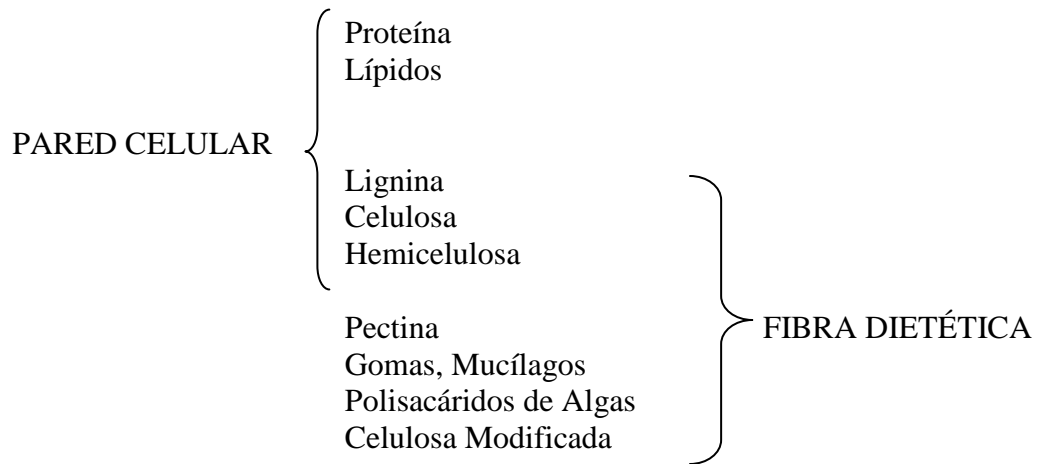 Proteína
Lípidos
PARED CELULAR
Lignina
Celulosa
Hemicelulosa
Pectina
FIBRA DIETÉTICA
Gomas, Mucílagos
Polisacáridos de Algas
Celulosa Modificada